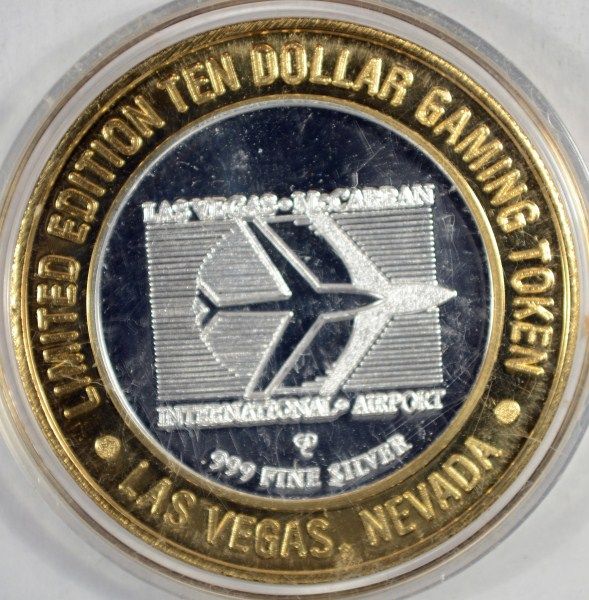 LIMITED EDITION TEN DOLLAR GAMING TOKEN
LAS VEGAS • McCARRAN
INTERNATIONAL AIRPORT
.999 FINE SILVER
• LAS VEGAS, NEVADA •